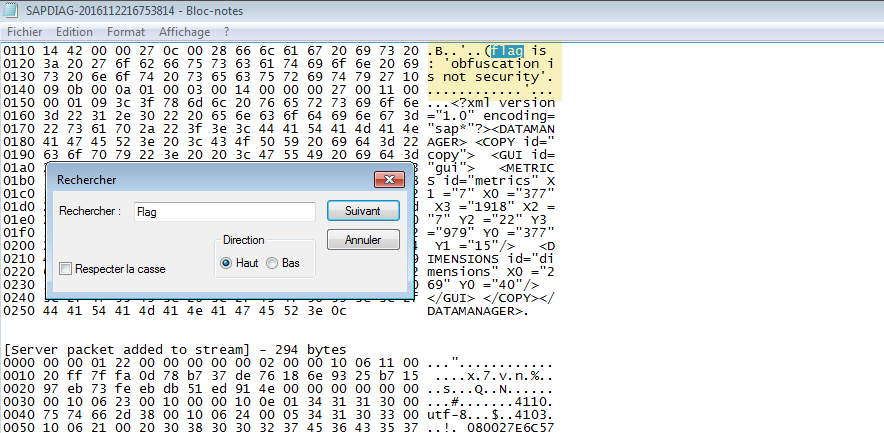 SAPDIAG-2016112216753814 - Bloc-notes
Fichier Edition Format Affichage ?
0110 14 42 00 00 27 0c 00 28 66 6c 61 67 20 69 73 20 .B..'..(flag is
0120 3a 20 27 6f 62 66 75 73 63 61 74 69 6f 6e 20 69 : 'obfuscation i
0130 73 20 6e 6f 74 20 73 65 63 75 72 69 74 79 27 10 s not security'.
0140 09 0b 00 0a 01 00 03 00 14 00 00 00 27 00 11 00 ............'...
0150 00 01 09 3c 3f 78 6d 6c 20 76 65 72 73 69 6f 6e ...<?xml version
0160 3d 22 31 2e 30 22 20 65 6e 63 6f 64 69 6e 67 3d ="1.0" encoding=
0170 22 73 61 70 2a 22 3f 3e 3c 44 41 54 41 4d 41 4e "sap*"?><DATAMAN
0180 41 47 45 52 3e 20 3c 43 4f 50 59 20 69 64 3d 22 AGER> <COPY id="
0190 63 6f 70 79 22 3e 20 20 3c 47 55 49 20 69 64 3d copy"> <GUI id=
01a0 "gui"> <METRIC
01b0 S id="metrics" X
01c0 1 ="7" X0 ="377"
X3 ="1918" X2 =
"7" Y2 ="22" Y3
="979" Y0 ="377"
0200 Y1 ="15"/> <D
0210 IMENSIONS id="di
0220 mensions" X0 ="2
0230 69" Y0 ="40"/>
0240 </GUI> </COPY></
0250 44 41 54 41 4d 41 4e 41 47 45 52 3e 0c DATAMANAGER>.
Rechercher
Rechercher : Flag Suivant
Annuler
Direction
Respecter la casse Haut Bas
[Server packet added to stream] - 294 bytes
0000 00 00 01 22 00 00 00 00 00 02 00 00 10 06 11 00 ..."............
0010 20 ff 7f fa 0d 78 b7 37 de 76 18 6e 93 25 b7 15 ....x.7.v.n.%..
0020 97 eb 73 fe eb db 51 ed 91 4e 00 00 00 00 00 00 ..s...Q..N......
0030 00 10 06 23 00 10 00 00 10 0e 01 34 31 31 30 00 ...#.......4110.
0040 75 74 66 2d 38 00 10 06 24 00 05 34 31 30 33 00 utf-8...$..4103.
0050 10 06 21 00 20 30 38 30 30 32 37 45 36 43 35 37 ..!. 080027E6C57